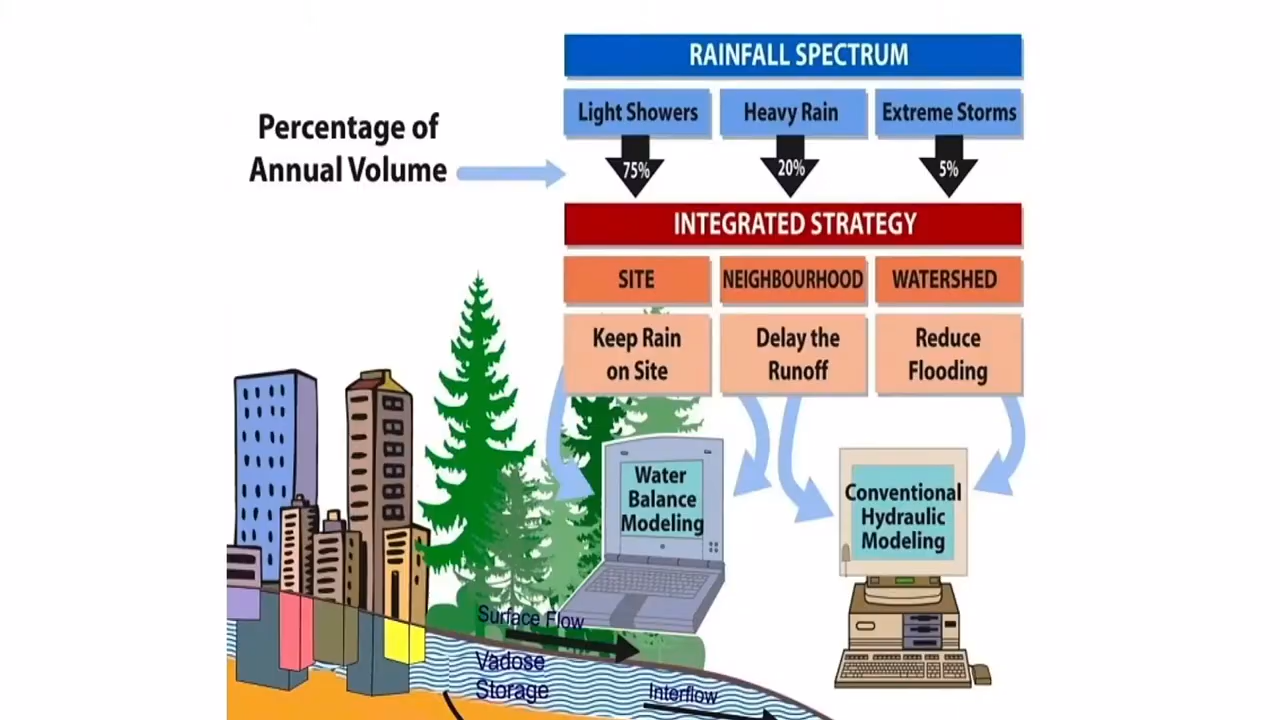 RAINFALL SPECTRUM
Light Showers
Heavy Rain
Extreme Storms
Percentage of
Annual Volume
75%
20%
5%
INTEGRATED STRATEGY
SITE
NEIGHBOURHOOD
WATERSHED
Keep Rain
on Site
Delay the
Runoff
Reduce
Flooding
Water
Balance
Modeling
Conventional
Hydraulic
Modeling
Surface Flow
Vadose
Storage
Interflow